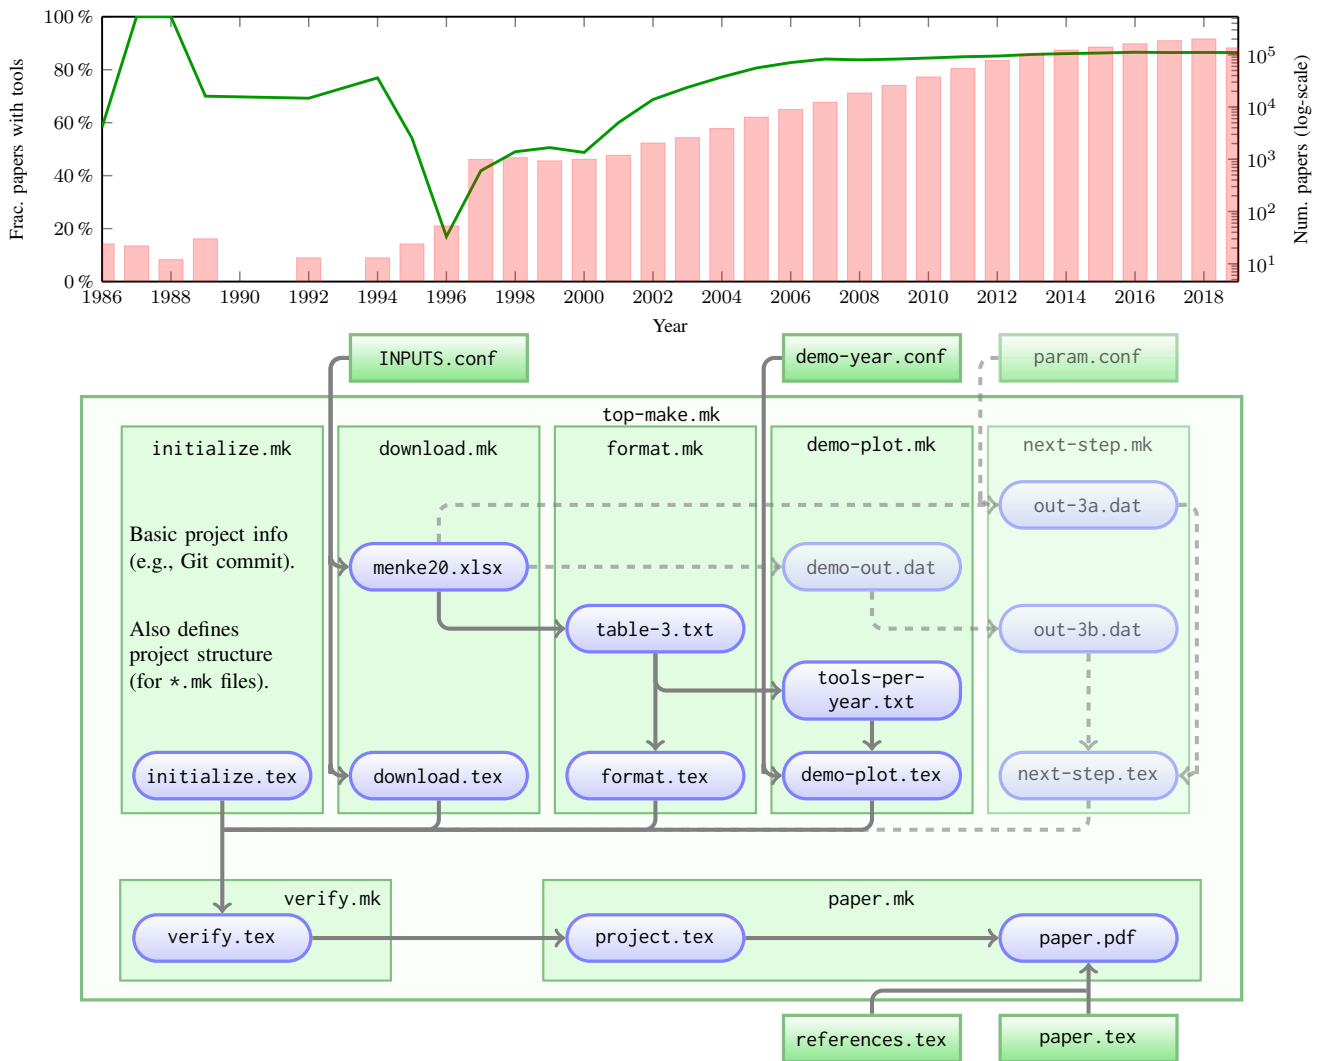 100 %
80 %
60 %
40 %
20 %
0 %
Frac. papers with tools
10^5
10^4
10^3
10^2
10^1
Num. papers (log-scale)
1986 1988 1990 1992 1994 1996 1998 2000 2002 2004 2006 2008 2010 2012 2014 2016 2018
Year
INPUTS.conf
demo-year.conf
param.conf
top-make.mk
initialize.mk
download.mk
format.mk
demo-plot.mk
next-step.mk
out-3a.dat
Basic project info
(e.g., Git commit).
menke20.xlsx
demo-out.dat
Also defines
project structure
(for *.mk files).
table-3.txt
out-3b.dat
tools-per-
year.txt
initialize.tex
download.tex
format.tex
demo-plot.tex
next-step.tex
verify.mk
paper.mk
verify.tex
project.tex
paper.pdf
references.tex
paper.tex